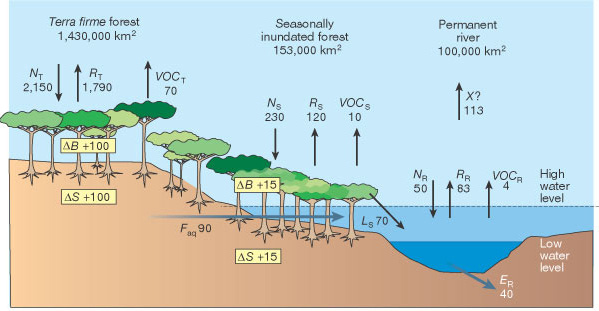 Terra firme forest
1,430,000 km²
Seasonally
inundated forest
153,000 km²
Permanent
river
100,000 km²
N_T
2,150
R_T
1,790
VOC_T
70
N_S
230
R_S
120
VOC_S
10
X?
113
ΔB +100
ΔS +100
ΔB +15
ΔS +15
F_aq 90
L_S 70
N_R
50
R_R
83
VOC_R
4
High
water
level
Low
water
level
E_R
40